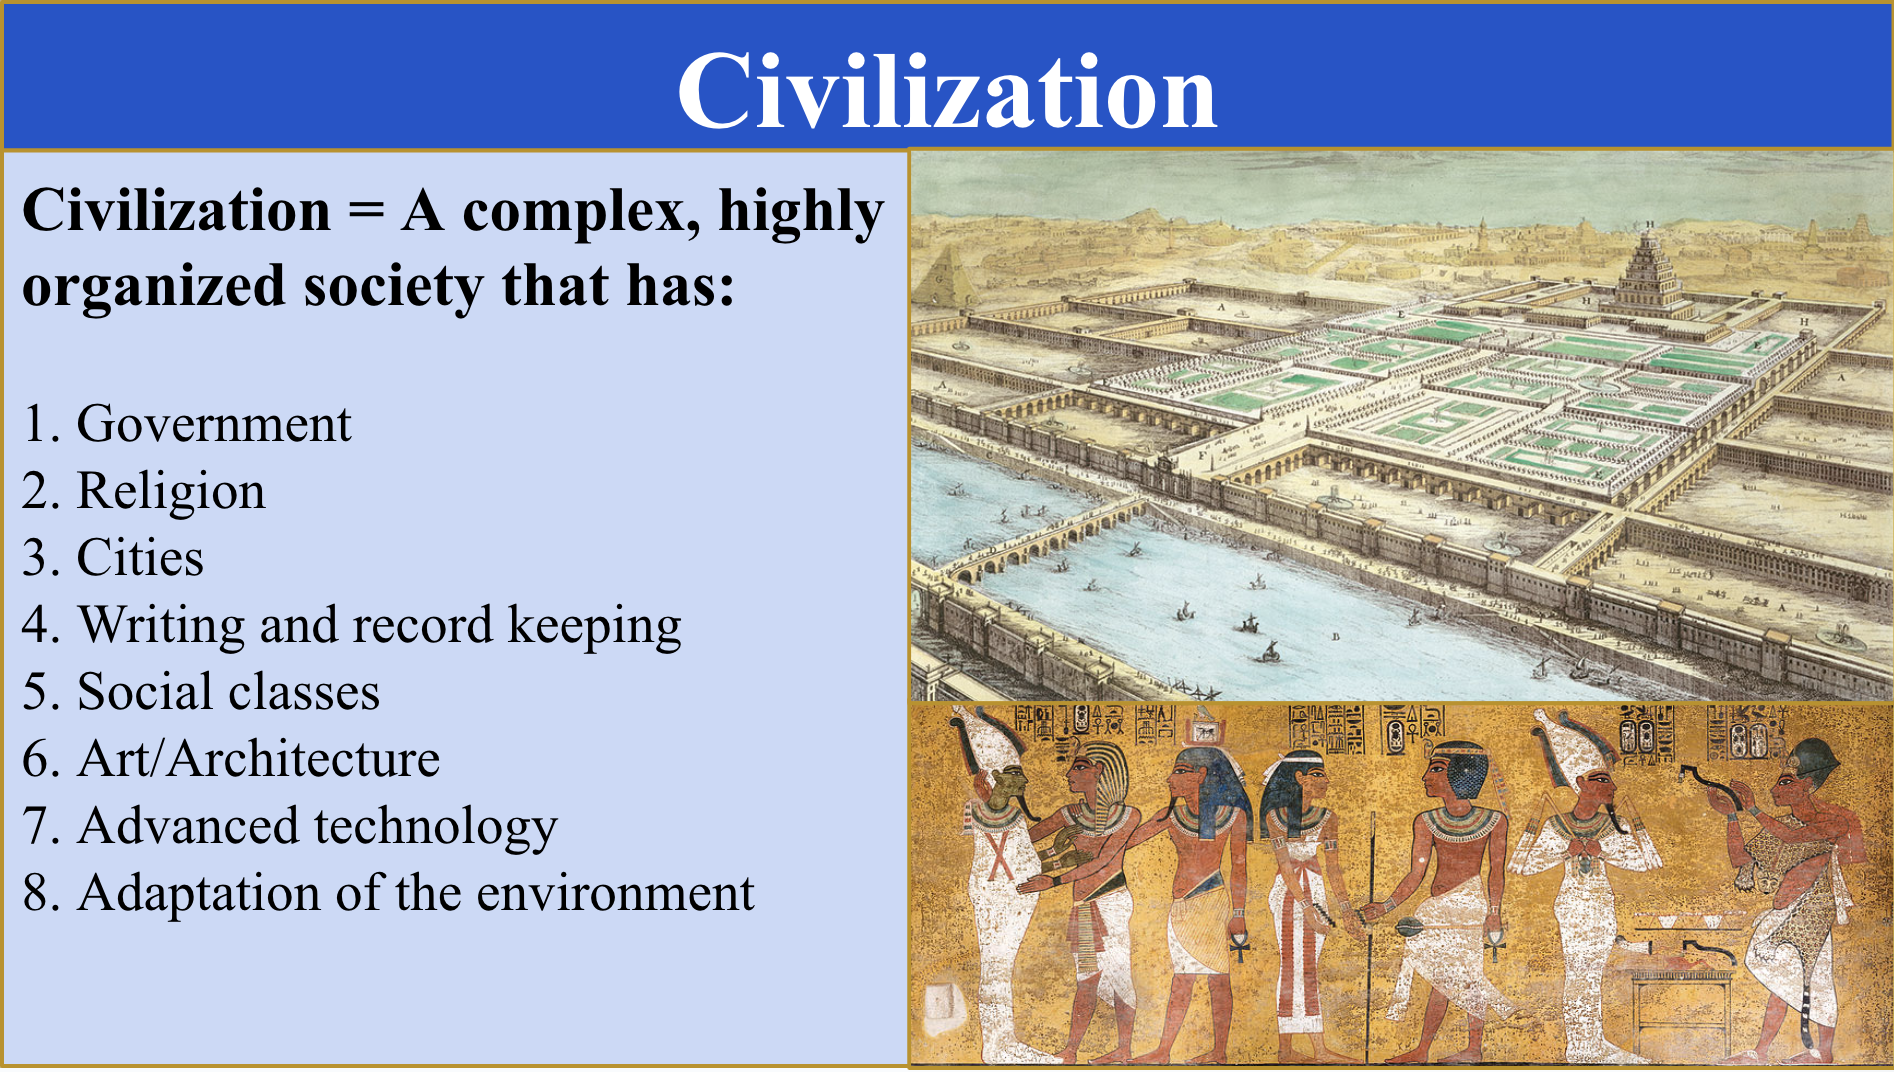 Civilization
Civilization = A complex, highly
organized society that has:
1. Government
2. Religion
3. Cities
4. Writing and record keeping
5. Social classes
6. Art/Architecture
7. Advanced technology
8. Adaptation of the environment
H
G
A
H
E
H
F
A
A
F
B
A